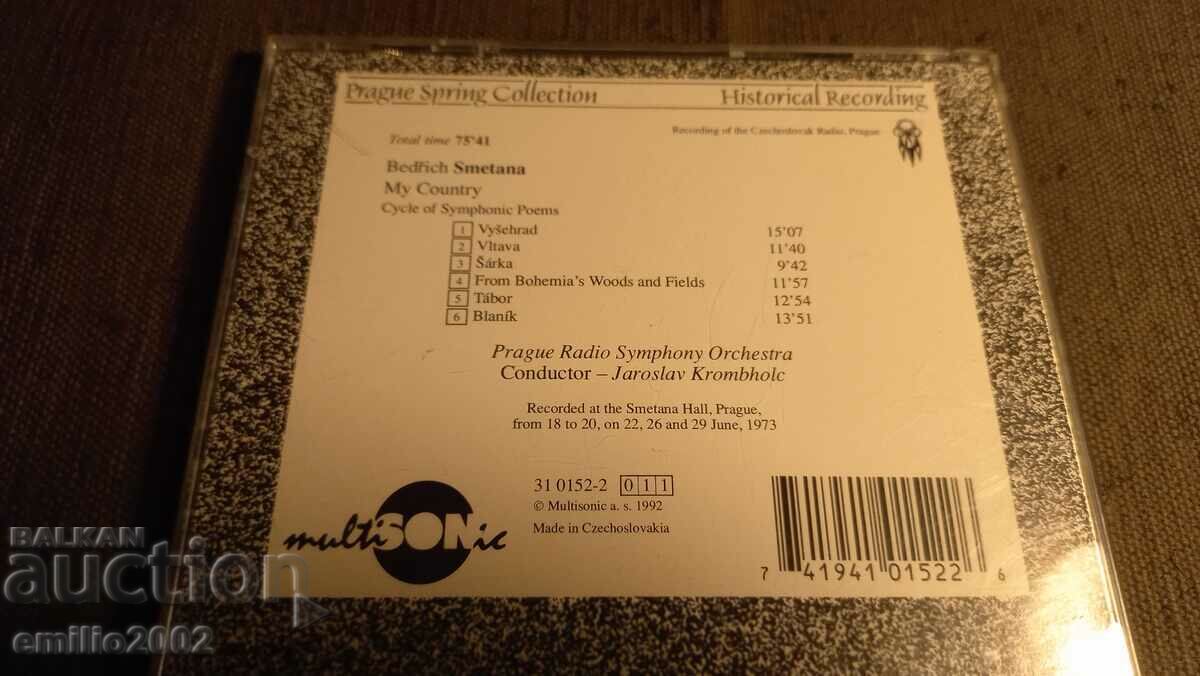 Prague Spring Collection Historical Recording
Recording of the Czechoslovak Radio, Prague
Total time 75'41
Bedřich Smetana
My Country
Cycle of Symphonic Poems
1 Vyšehrad 15'07
2 Vltava 11'40
3 Šárka 9'42
4 From Bohemia's Woods and Fields 11'57
5 Tábor 12'54
6 Blaník 13'51
Prague Radio Symphony Orchestra
Conductor – Jaroslav Krombholc
Recorded at the Smetana Hall, Prague,
from 18 to 20, on 22, 26 and 29 June, 1973
31 0152-2 011
© Multisonic a. s. 1992
Made in Czechoslovakia
multiSONic
7 41941 01522 6
BALKAN
auction
emilio2002